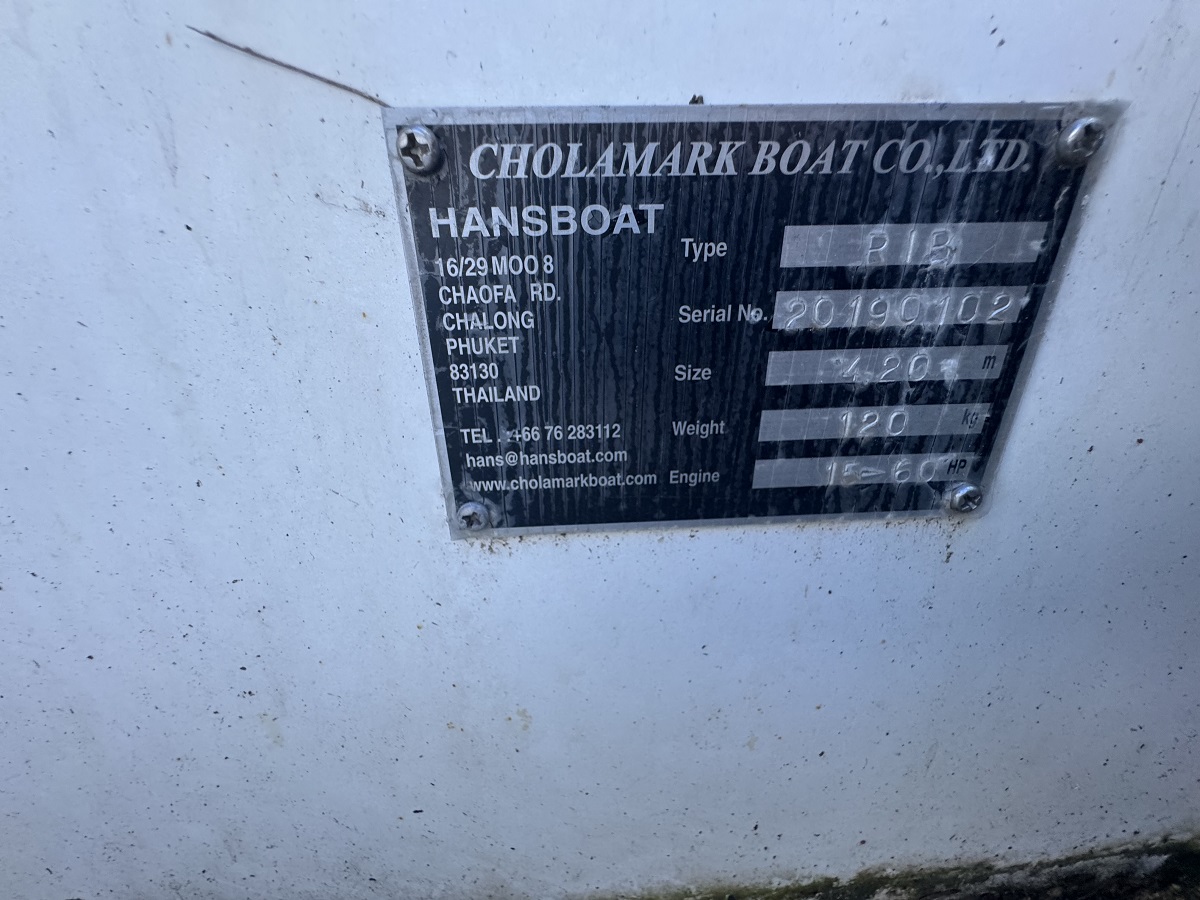 CHOLAMARK BOAT CO.,LTD.
HANSBOAT
16/29 MOO 8
CHAOFA RD.
CHALONG
PHUKET
83130
THAILAND
TEL. : +66 76 283112
hans@hansboat.com
www.cholamarkboat.com
Type RIB
Serial No. 20190102
Size 420 m
Weight 120 kg
Engine 15-60 HP